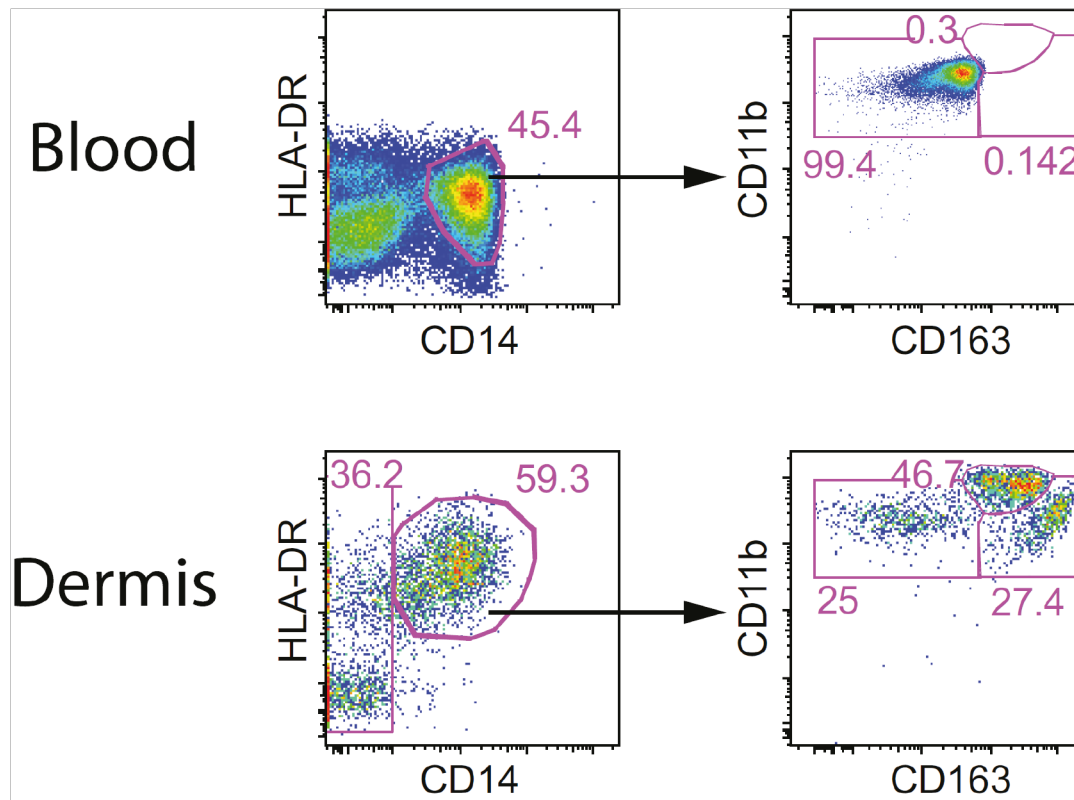 Blood
HLA-DR
45.4
CD14
CD11b
0.3
99.4
0.142
CD163
Dermis
HLA-DR
36.2
59.3
CD14
CD11b
46.7
25
27.4
CD163